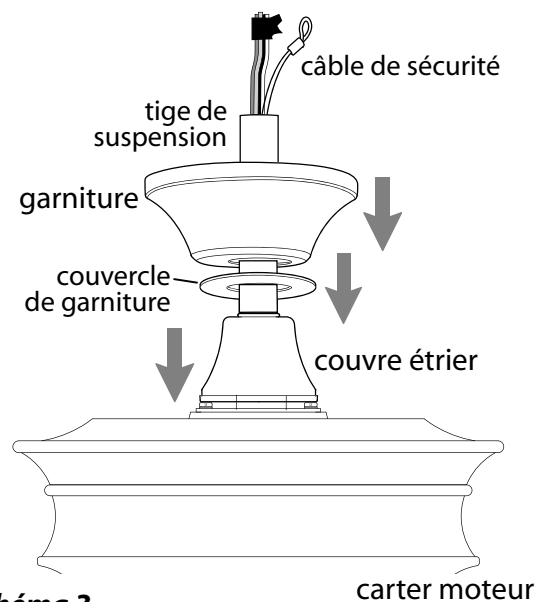 câble de sécurité
tige de
suspension
garniture
couvercle
de garniture
couvre étrier
carter moteur